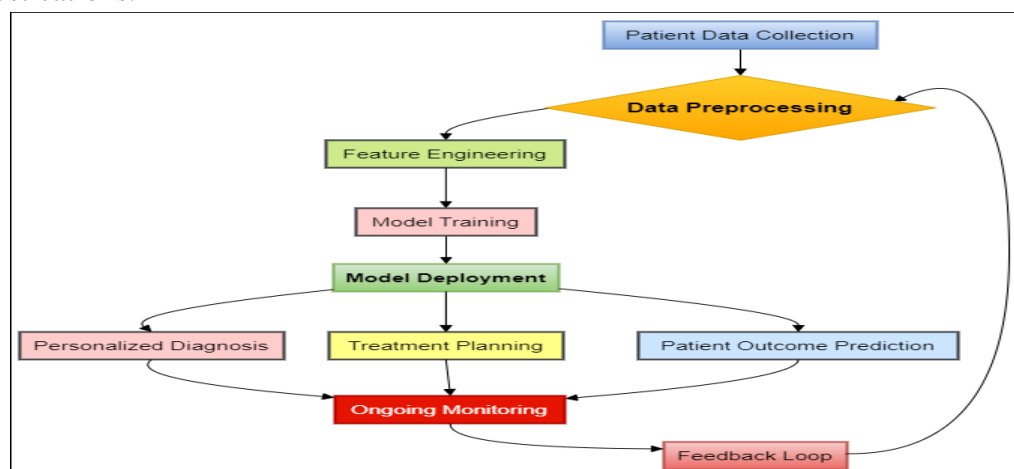 Patient Data Collection
Data Preprocessing
Feature Engineering
Model Training
Model Deployment
Personalized Diagnosis
Treatment Planning
Patient Outcome Prediction
Ongoing Monitoring
Feedback Loop